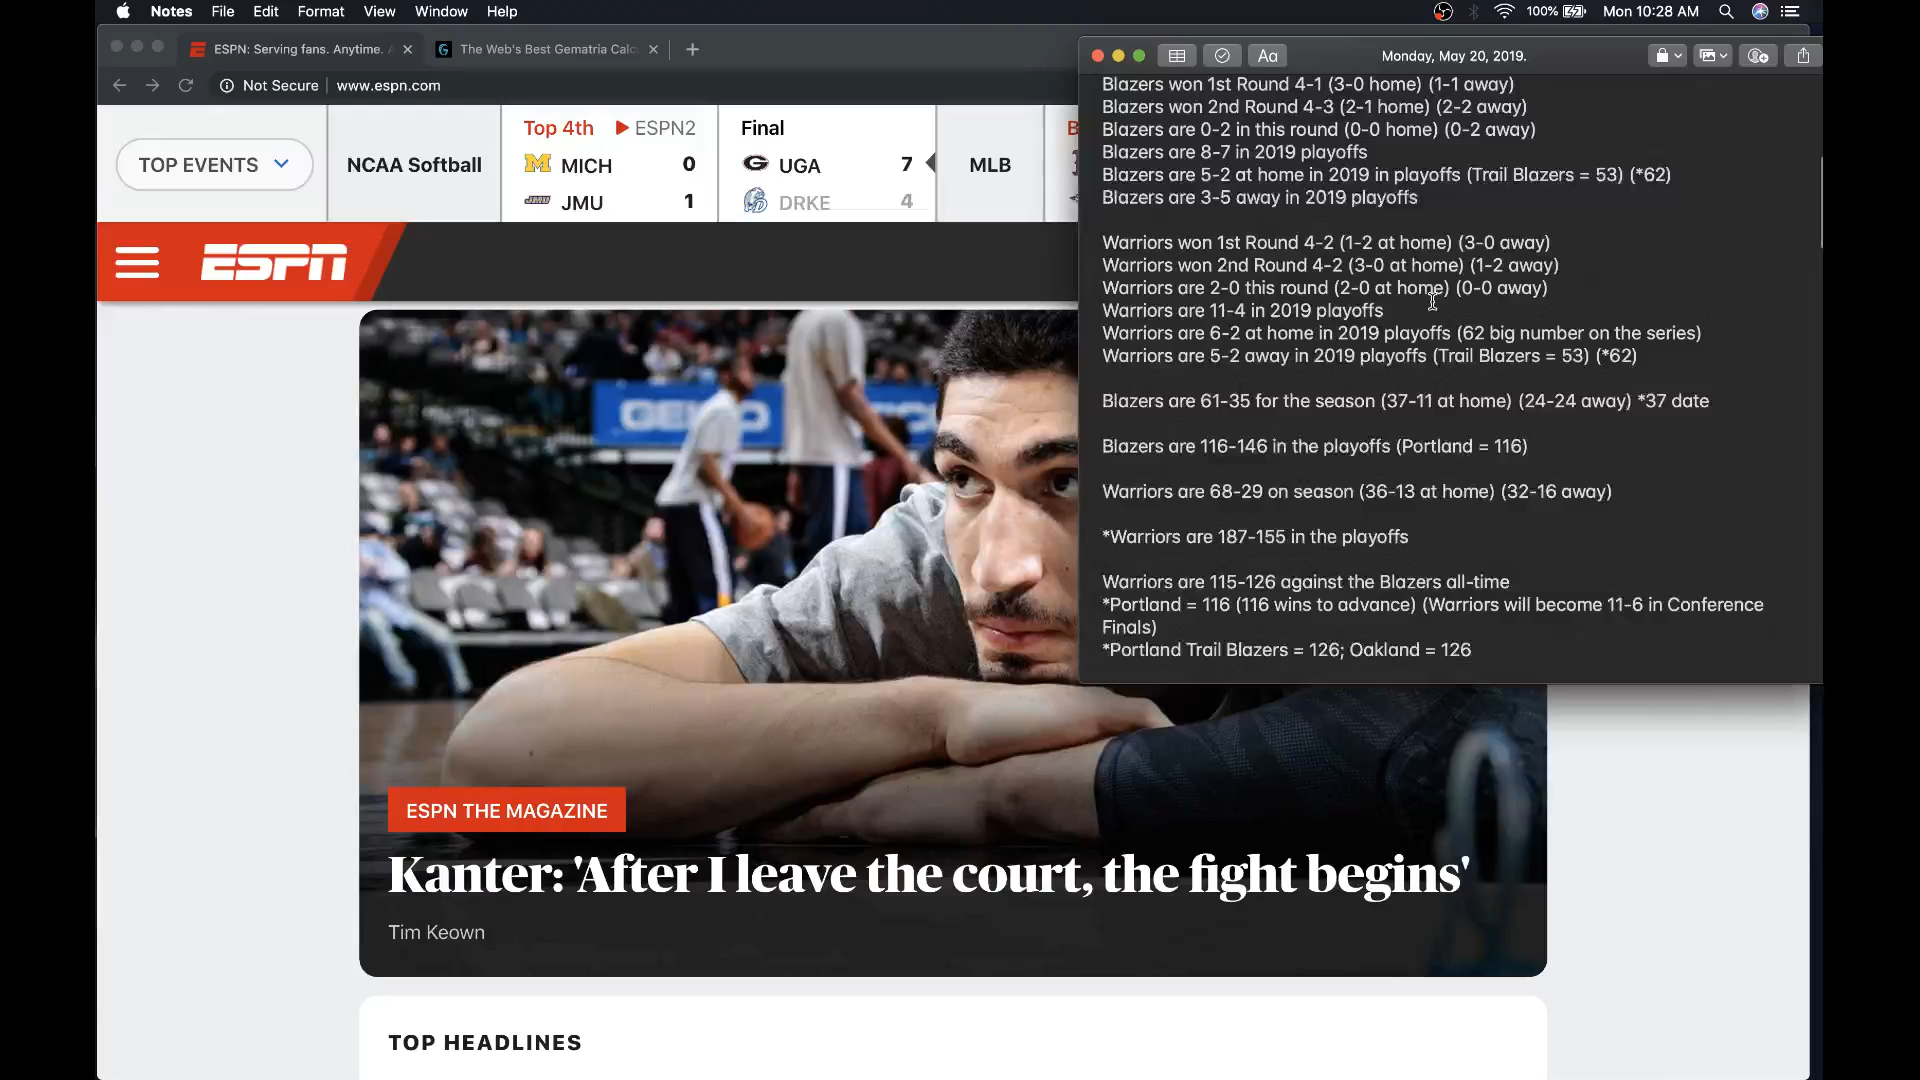 Notes File Edit Format View Window Help
100% Mon 10:28 AM
ESPN: Serving fans. Anytime.
The Web's Best Gematria Calc
Not Secure www.espn.com
TOP EVENTS
NCAA Softball
Top 4th ESPN2
MICH 0
JMU 1
Final
UGA 7
DRKE 4
MLB
ESPN
Monday, May 20, 2019.
Aa
Blazers won 1st Round 4-1 (3-0 home) (1-1 away)
Blazers won 2nd Round 4-3 (2-1 home) (2-2 away)
Blazers are 0-2 in this round (0-0 home) (0-2 away)
Blazers are 8-7 in 2019 playoffs
Blazers are 5-2 at home in 2019 in playoffs (Trail Blazers = 53) (*62)
Blazers are 3-5 away in 2019 playoffs
Warriors won 1st Round 4-2 (1-2 at home) (3-0 away)
Warriors won 2nd Round 4-2 (3-0 at home) (1-2 away)
Warriors are 2-0 this round (2-0 at home) (0-0 away)
Warriors are 11-4 in 2019 playoffs
Warriors are 6-2 at home in 2019 playoffs (62 big number on the series)
Warriors are 5-2 away in 2019 playoffs (Trail Blazers = 53) (*62)
Blazers are 61-35 for the season (37-11 at home) (24-24 away) *37 date
Blazers are 116-146 in the playoffs (Portland = 116)
Warriors are 68-29 on season (36-13 at home) (32-16 away)
*Warriors are 187-155 in the playoffs
Warriors are 115-126 against the Blazers all-time
*Portland = 116 (116 wins to advance) (Warriors will become 11-6 in Conference
Finals)
*Portland Trail Blazers = 126; Oakland = 126
ESPN THE MAGAZINE
Kanter: 'After I leave the court, the fight begins'
Tim Keown
TOP HEADLINES